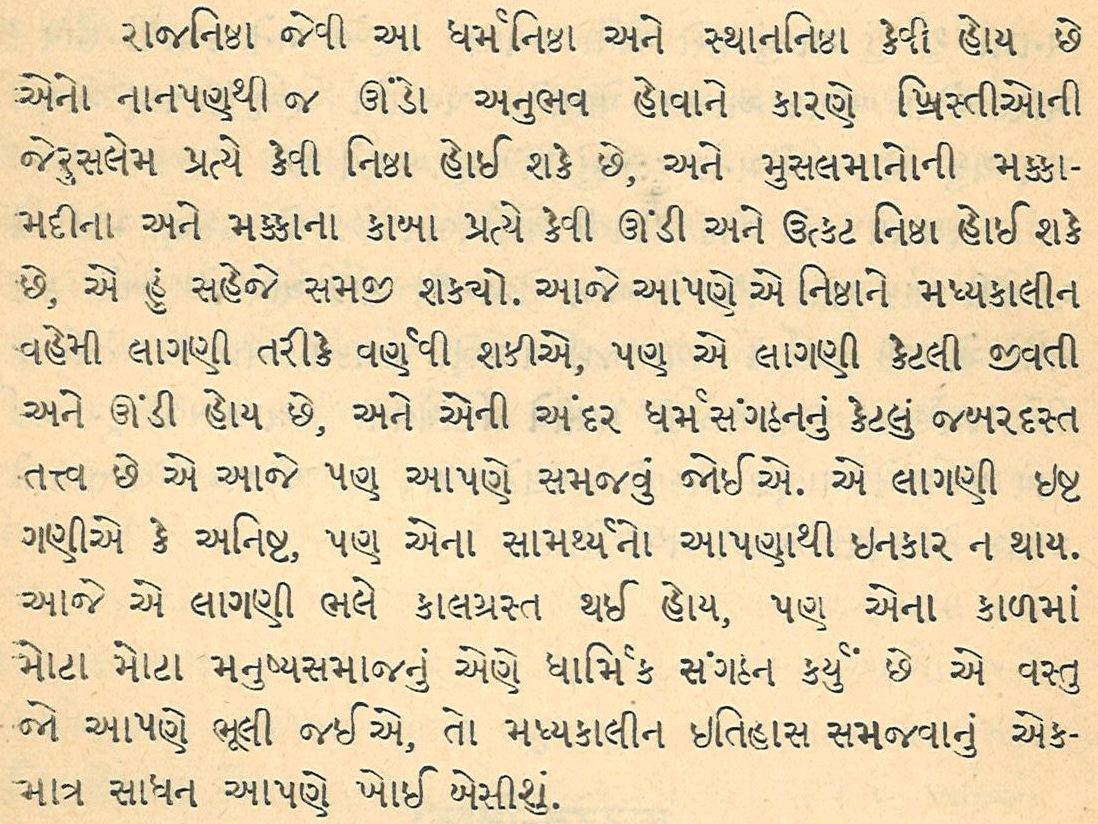 રાજનિષ્ઠા જેવી આ ધર્મનિષ્ઠા અને સ્થાનનિષ્ઠા કેવી હોય છે
એનો નાનપણથી જ ઊંડો અનુભવ હોવાને કારણે ખ્રિસ્તીઓની
જેરુસલેમ પ્રત્યે કેવી નિષ્ઠા હોઈ શકે છે, અને મુસલમાનોની મક્કા-
મદીના અને મક્કાના કાબા પ્રત્યે કેવી ઊંડી અને ઉત્કટ નિષ્ઠા હોઈ શકે
છે, એ હું સહેજે સમજી શક્યો. આજે આપણે એ નિષ્ઠાને મધ્યકાલીન
વહેમી લાગણી તરીકે વર્ણવી શકીએ, પણ એ લાગણી કેટલી જીવતી
અને ઊંડી હોય છે, અને એની અંદર ધર્મસંગઠનનું કેટલું જબરદસ્ત
તત્ત્વ છે એ આજે પણ આપણે સમજવું જોઈએ. એ લાગણી ઇષ્ટ
ગણીએ કે અનિષ્ટ, પણ એના સામર્થ્યનો આપણાથી ઇનકાર ન થાય.
આજે એ લાગણી ભલે કાલગ્રસ્ત થઈ હોય, પણ એના કાળમાં
મોટા મોટા મનુષ્યસમાજનું એણે ધાર્મિક સંગઠન કર્યું છે એ વસ્તુ
જો આપણે ભૂલી જઈએ, તો મધ્યકાલીન ઇતિહાસ સમજવાનું એક-
માત્ર સાધન આપણે ખોઈ બેસીશું.